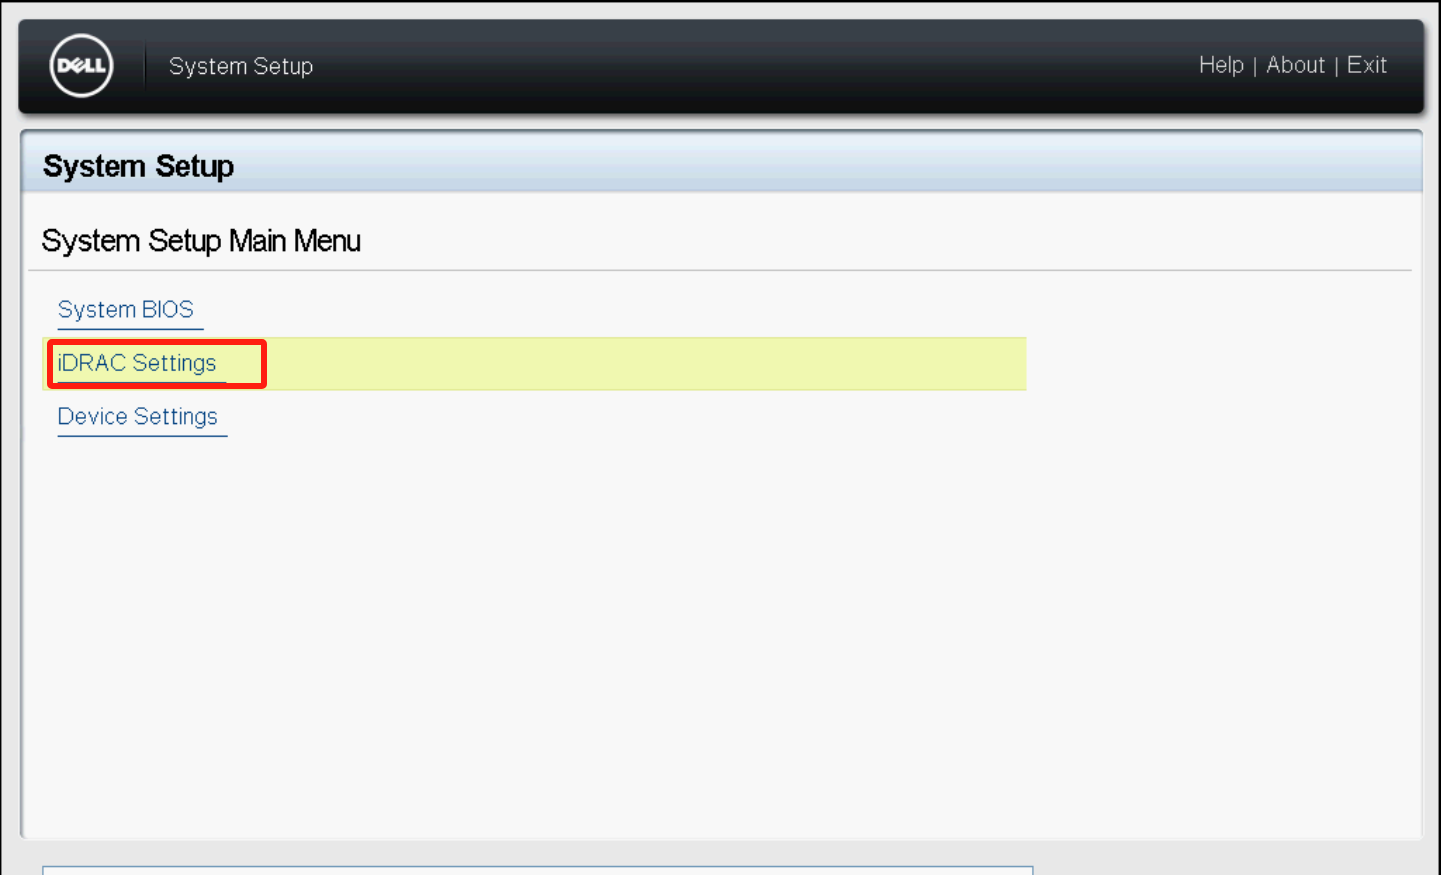 DELL System Setup Help | About | Exit
System Setup
System Setup Main Menu
System BIOS
iDRAC Settings
Device Settings